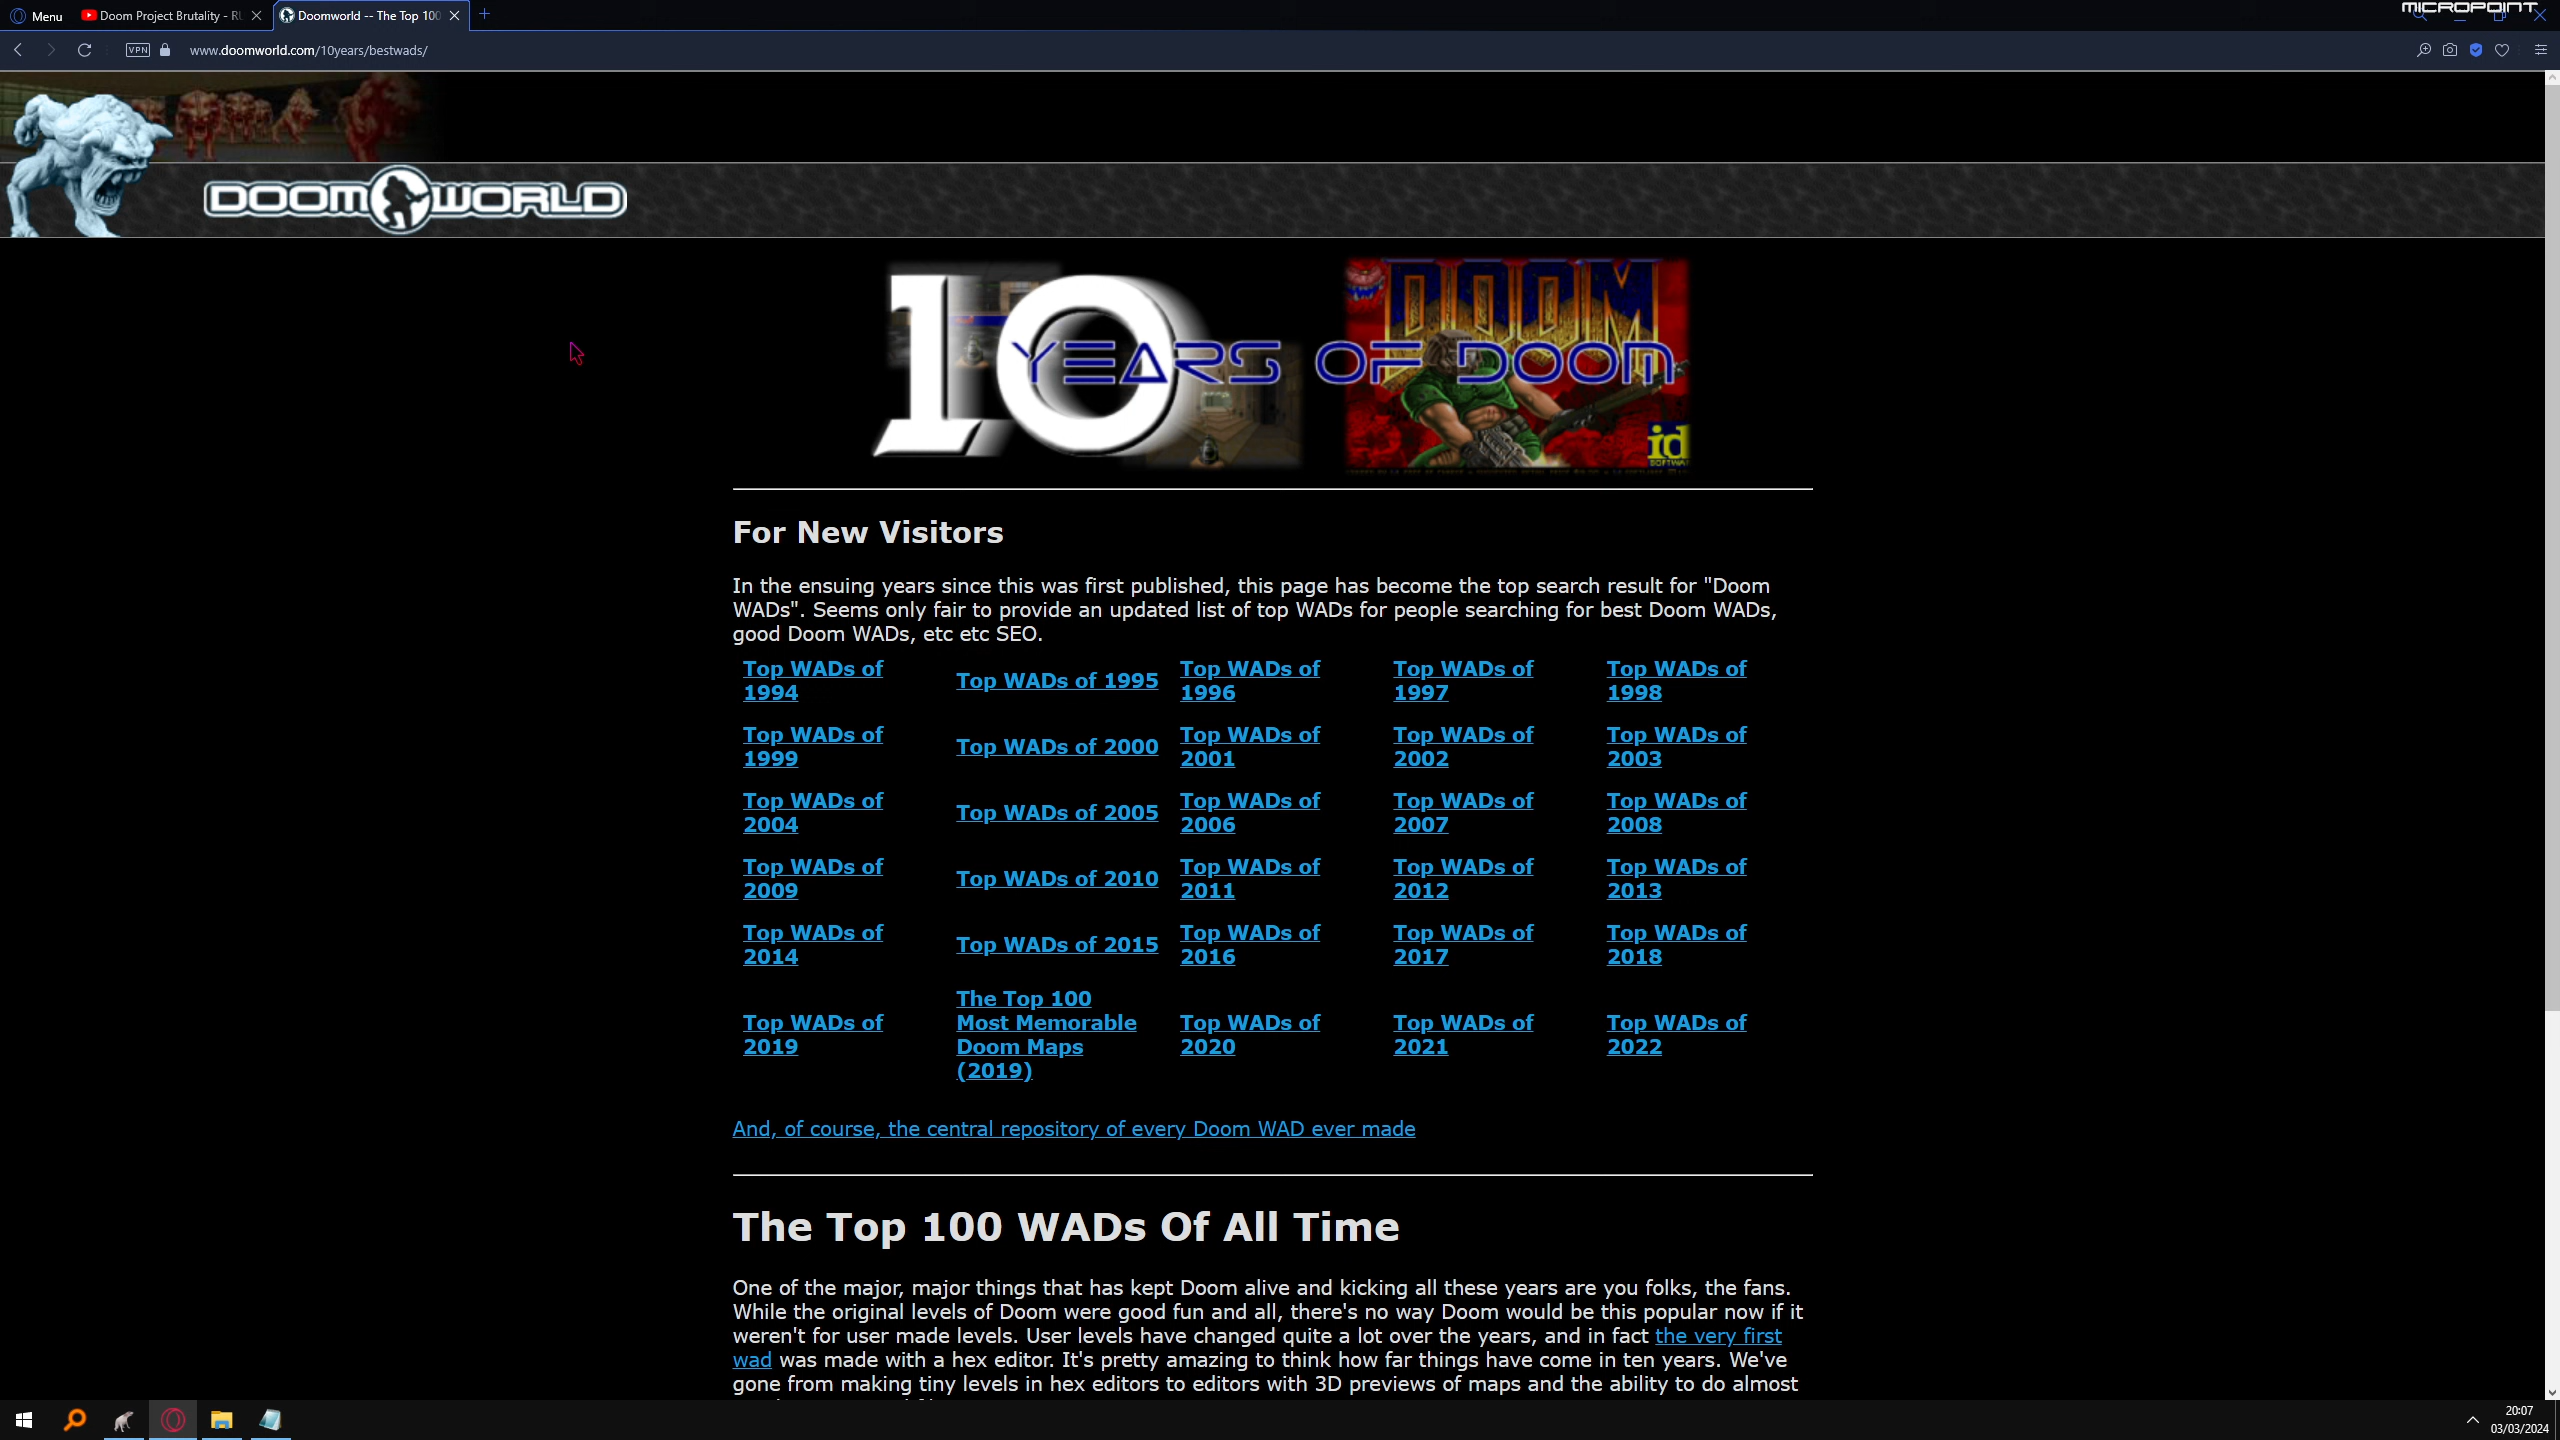 Menu
Doom Project Brutality - RU
Doomworld -- The Top 100
MICROPOINT
VPN
www.doomworld.com/10years/bestwads/
DOOMWORLD
10
YEARS OF DOOM
DOOM
id
SOFTWARE
For New Visitors
In the ensuing years since this was first published, this page has become the top search result for "Doom
WADs". Seems only fair to provide an updated list of top WADs for people searching for best Doom WADs,
good Doom WADs, etc etc SEO.
Top WADs of
1994
Top WADs of 1995
Top WADs of
1996
Top WADs of
1997
Top WADs of
1998
Top WADs of
1999
Top WADs of 2000
Top WADs of
2001
Top WADs of
2002
Top WADs of
2003
Top WADs of
2004
Top WADs of 2005
Top WADs of
2006
Top WADs of
2007
Top WADs of
2008
Top WADs of
2009
Top WADs of 2010
Top WADs of
2011
Top WADs of
2012
Top WADs of
2013
Top WADs of
2014
Top WADs of 2015
Top WADs of
2016
Top WADs of
2017
Top WADs of
2018
Top WADs of
2019
The Top 100
Most Memorable
Doom Maps
(2019)
Top WADs of
2020
Top WADs of
2021
Top WADs of
2022
And, of course, the central repository of every Doom WAD ever made
The Top 100 WADs Of All Time
One of the major, major things that has kept Doom alive and kicking all these years are you folks, the fans.
While the original levels of Doom were good fun and all, there's no way Doom would be this popular now if it
weren't for user made levels. User levels have changed quite a lot over the years, and in fact the very first
wad was made with a hex editor. It's pretty amazing to think how far things have come in ten years. We've
gone from making tiny levels in hex editors to editors with 3D previews of maps and the ability to do almost
20:07
03/03/2024